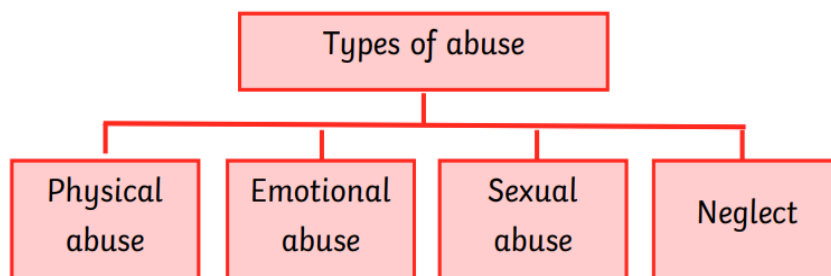 Types of abuse
Physical
abuse
Emotional
abuse
Sexual
abuse
Neglect